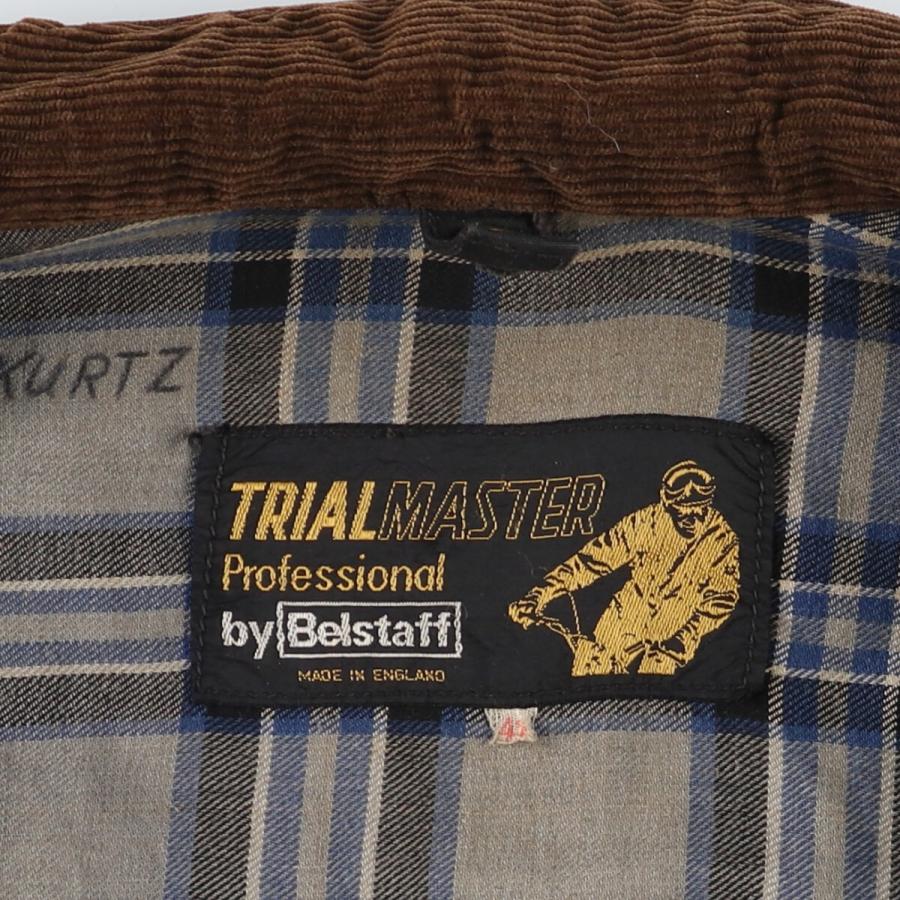 KURTZ
TRIALMASTER
Professional
by Belstaff
MADE IN ENGLAND